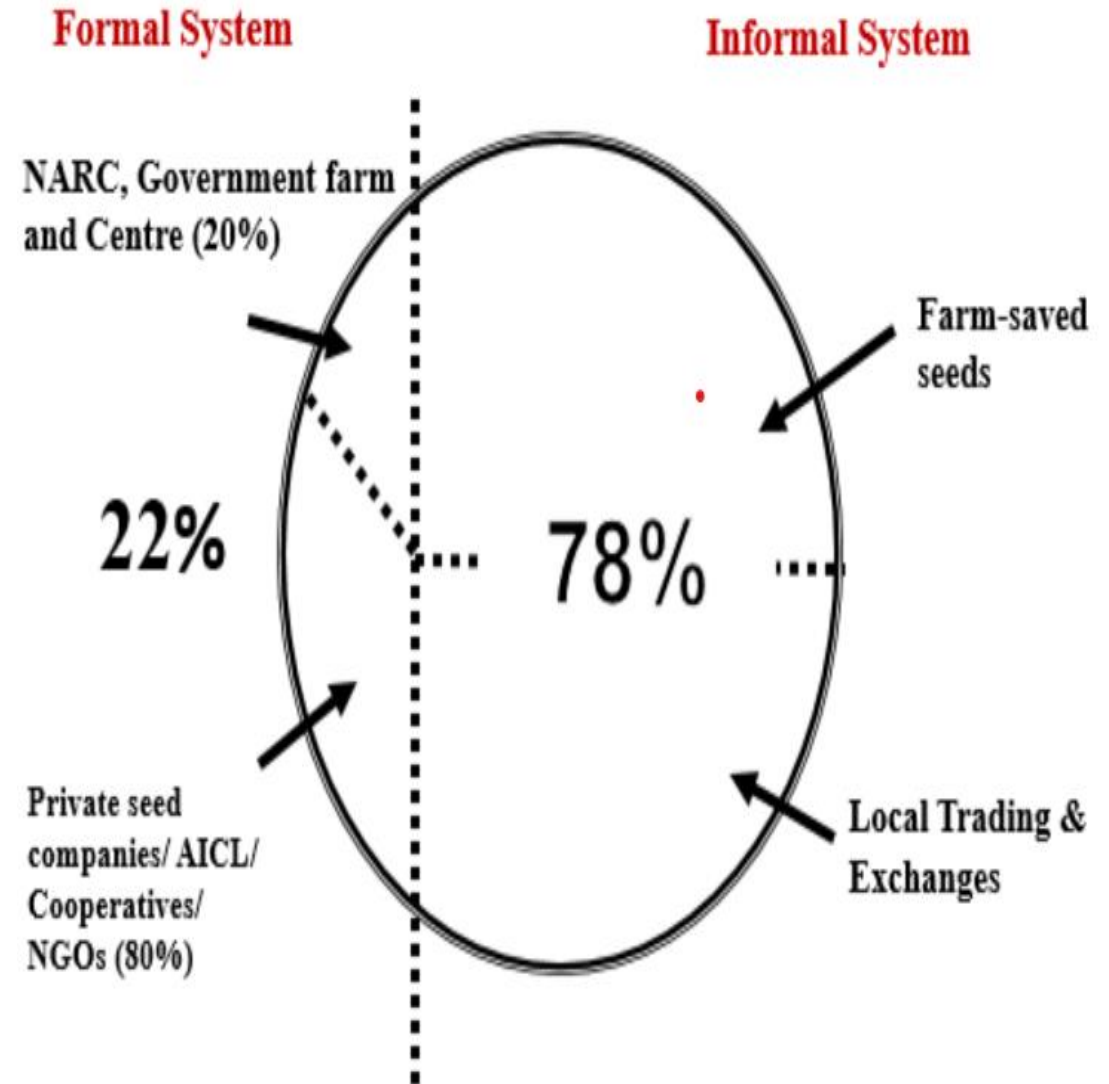 Formal System
Informal System
NARC, Government farm
and Centre (20%)
Farm-saved
seeds
22%
78%
Private seed
companies/ AICL/
Cooperatives/
NGOs (80%)
Local Trading &
Exchanges